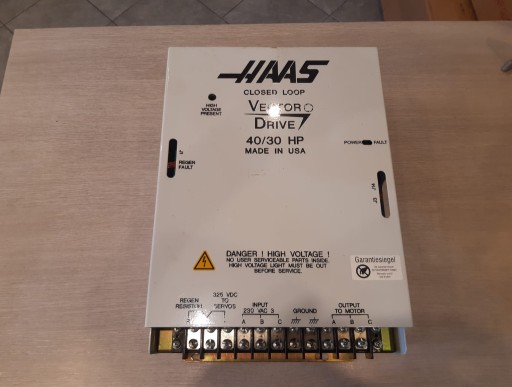 HAAS
CLOSED LOOP
VECTOR
DRIVE
40/30 HP
MADE IN USA
HIGH
VOLTAGE
PRESENT
POWER FAULT
REGEN
FAULT
J3 J14
DANGER ! HIGH VOLTAGE !
NO USER SERVICEABLE PARTS INSIDE.
HIGH VOLTAGE LIGHT MUST BE OUT
BEFORE SERVICE.
Garantiesiegel
REGEN
325 VDC
TO
SERVOS
INPUT
230 VAC 3
A B C
GROUND
OUTPUT
TO MOTOR
A B C